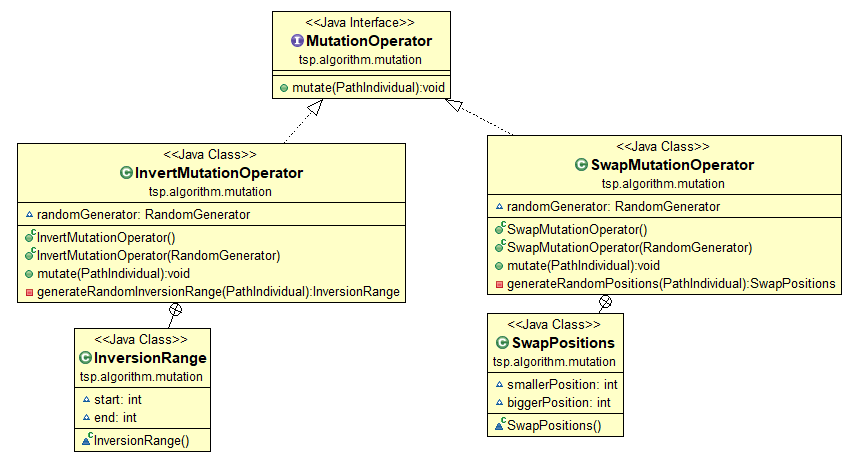 <<Java Interface>>
MutationOperator
tsp.algorithm.mutation
mutate(PathIndividual):void
<<Java Class>>
InvertMutationOperator
tsp.algorithm.mutation
randomGenerator: RandomGenerator
InvertMutationOperator()
InvertMutationOperator(RandomGenerator)
mutate(PathIndividual):void
generateRandomInversionRange(PathIndividual):InversionRange
<<Java Class>>
SwapMutationOperator
tsp.algorithm.mutation
randomGenerator: RandomGenerator
SwapMutationOperator()
SwapMutationOperator(RandomGenerator)
mutate(PathIndividual):void
generateRandomPositions(PathIndividual):SwapPositions
<<Java Class>>
InversionRange
tsp.algorithm.mutation
start: int
end: int
InversionRange()
<<Java Class>>
SwapPositions
tsp.algorithm.mutation
smallerPosition: int
biggerPosition: int
SwapPositions()